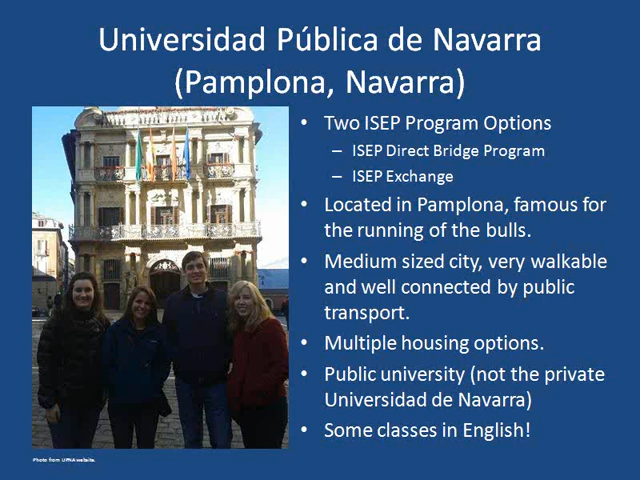 Universidad Pública de Navarra
(Pamplona, Navarra)
• Two ISEP Program Options
– ISEP Direct Bridge Program
– ISEP Exchange
• Located in Pamplona, famous for
the running of the bulls.
• Medium sized city, very walkable
and well connected by public
transport.
• Multiple housing options.
• Public university (not the private
Universidad de Navarra)
• Some classes in English!
Photo from UPNA website.